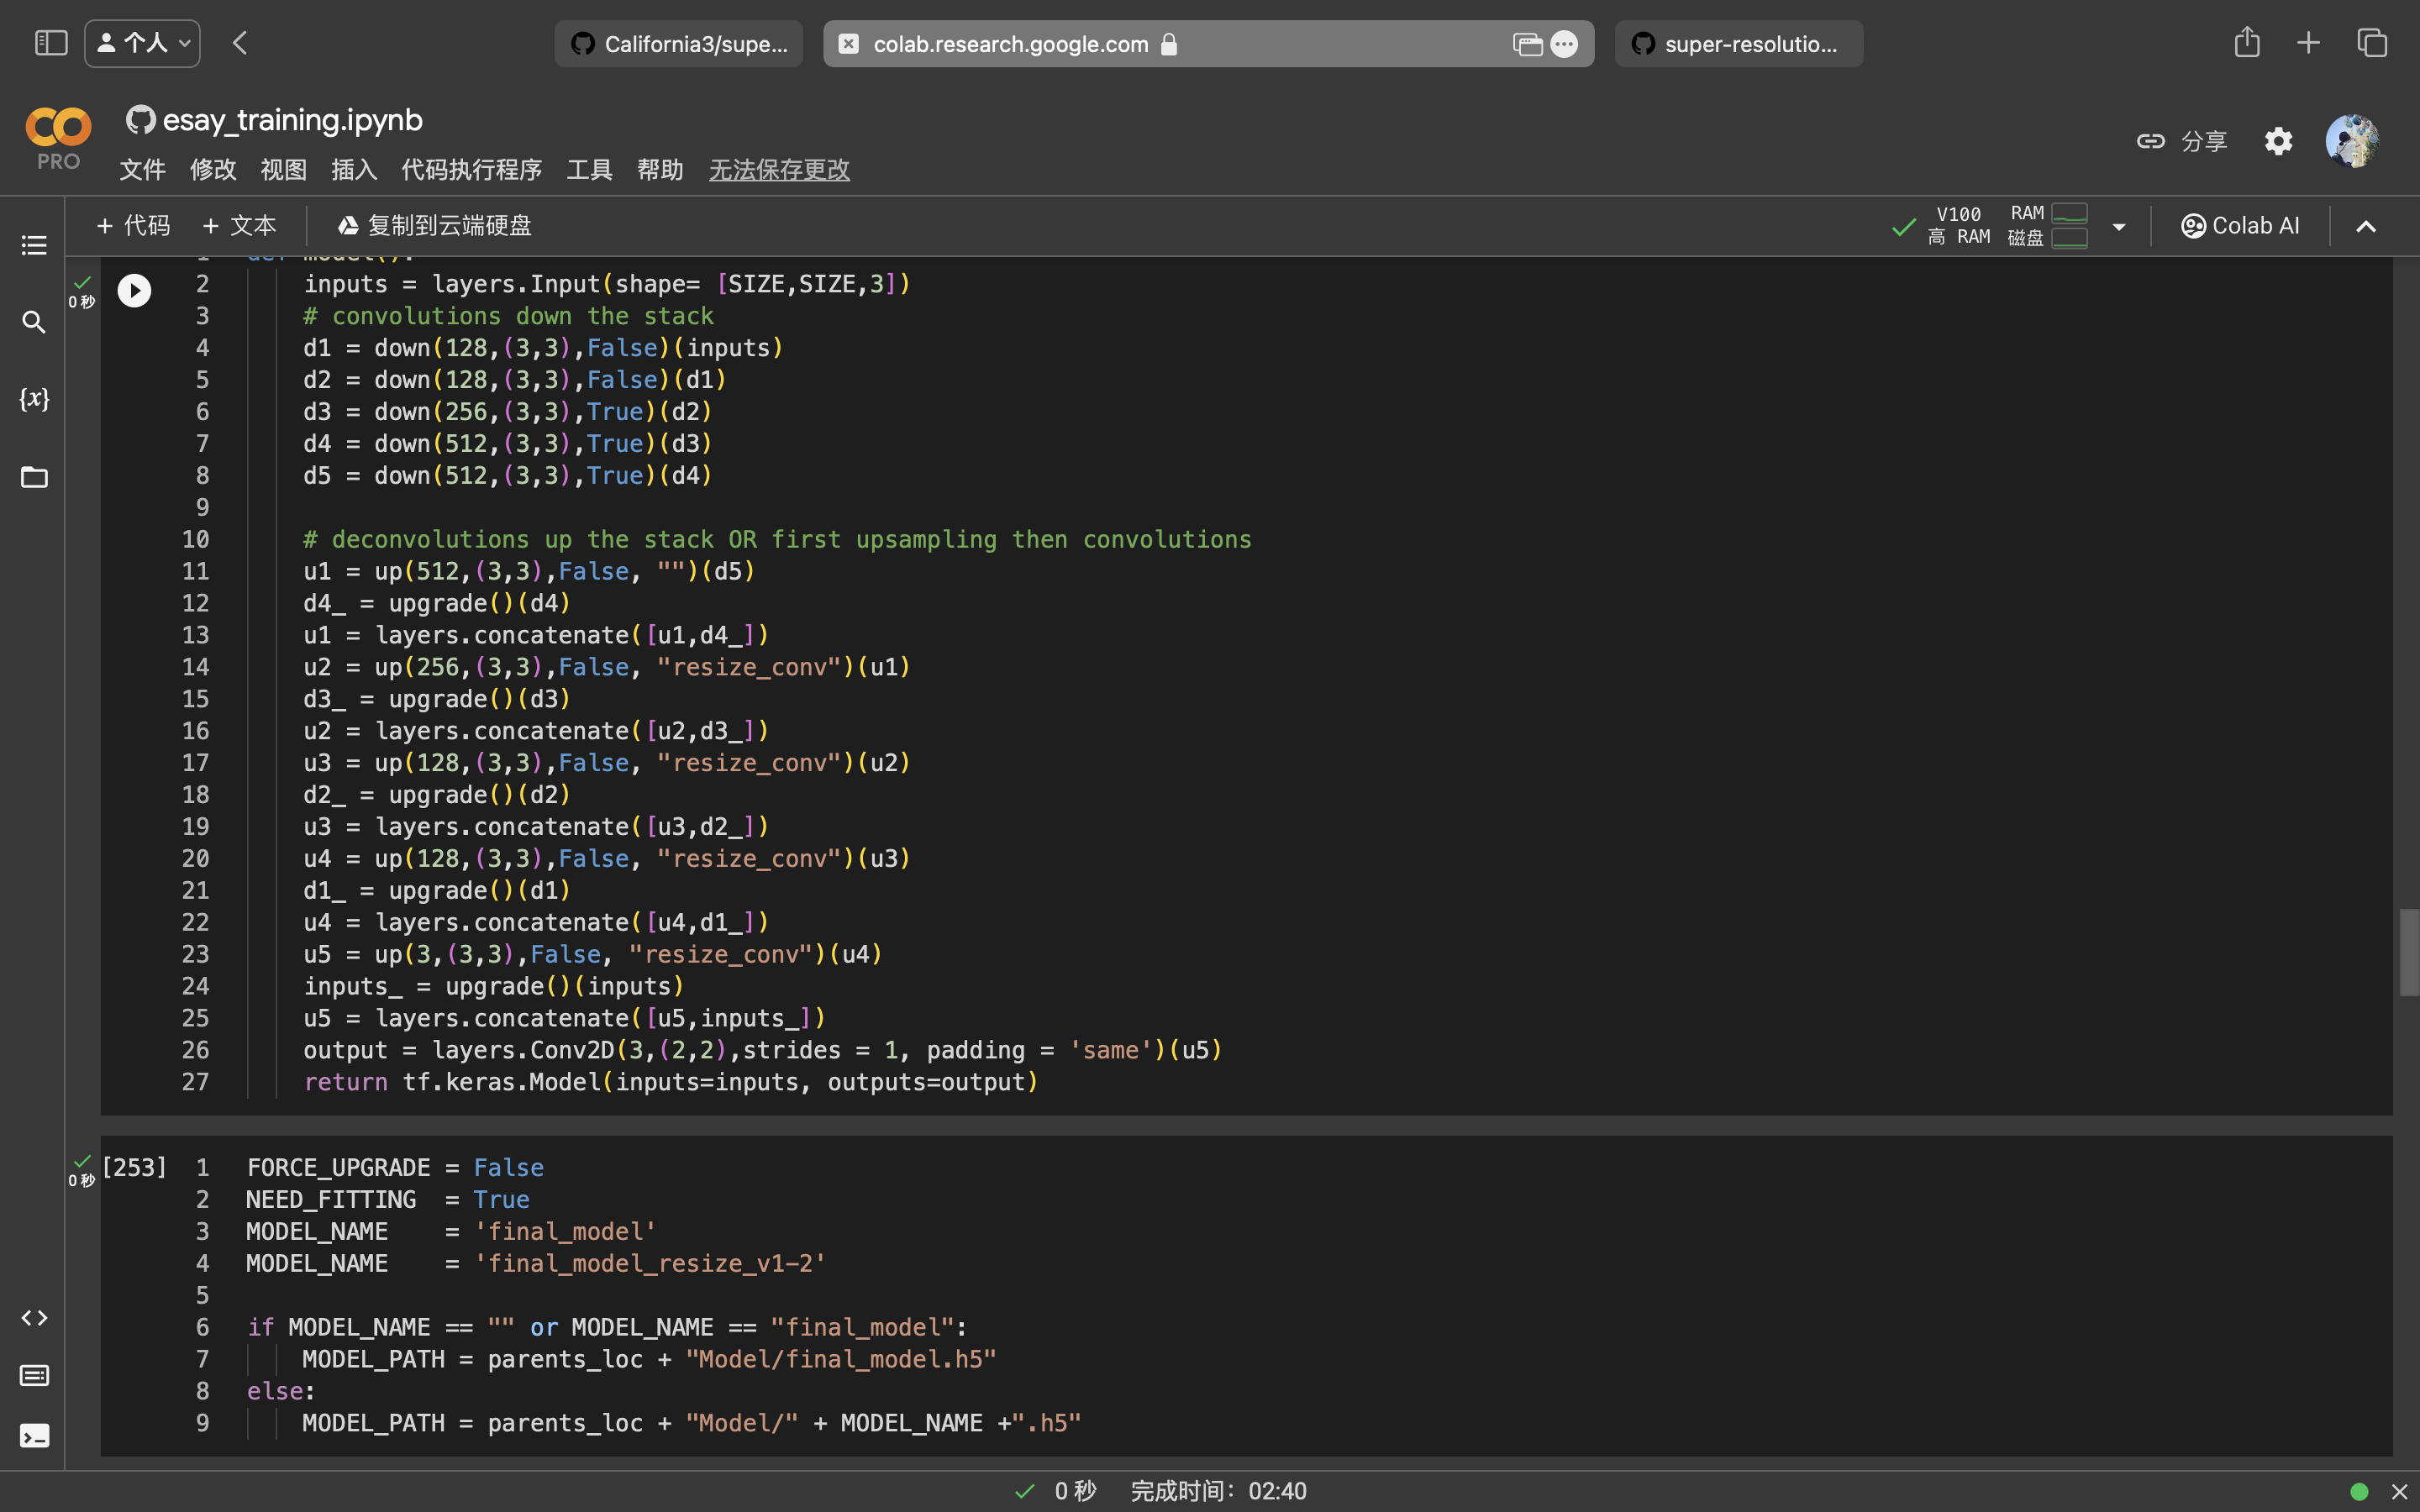 个人
California3/supe...
colab.research.google.com
super-resolutio...
PRO
esay_training.ipynb
文件 修改 视图 插入 代码执行程序 工具 帮助 无法保存更改
分享
+ 代码 + 文本 复制到云端硬盘
V100 RAM
高 RAM 磁盘
Colab AI
{x}
0 秒
1 def model():
2 inputs = layers.Input(shape= [SIZE,SIZE,3])
3 # convolutions down the stack
4 d1 = down(128,(3,3),False)(inputs)
5 d2 = down(128,(3,3),False)(d1)
6 d3 = down(256,(3,3),True)(d2)
7 d4 = down(512,(3,3),True)(d3)
8 d5 = down(512,(3,3),True)(d4)
9
10 # deconvolutions up the stack OR first upsampling then convolutions
11 u1 = up(512,(3,3),False, "")(d5)
12 d4_ = upgrade()(d4)
13 u1 = layers.concatenate([u1,d4_])
14 u2 = up(256,(3,3),False, "resize_conv")(u1)
15 d3_ = upgrade()(d3)
16 u2 = layers.concatenate([u2,d3_])
17 u3 = up(128,(3,3),False, "resize_conv")(u2)
18 d2_ = upgrade()(d2)
19 u3 = layers.concatenate([u3,d2_])
20 u4 = up(128,(3,3),False, "resize_conv")(u3)
21 d1_ = upgrade()(d1)
22 u4 = layers.concatenate([u4,d1_])
23 u5 = up(3,(3,3),False, "resize_conv")(u4)
24 inputs_ = upgrade()(inputs)
25 u5 = layers.concatenate([u5,inputs_])
26 output = layers.Conv2D(3,(2,2),strides = 1, padding = 'same')(u5)
27 return tf.keras.Model(inputs=inputs, outputs=output)
0 秒
[253] 1 FORCE_UPGRADE = False
2 NEED_FITTING  = True
3 MODEL_NAME    = 'final_model'
4 MODEL_NAME    = 'final_model_resize_v1-2'
5
6 if MODEL_NAME == "" or MODEL_NAME == "final_model":
7 MODEL_PATH = parents_loc + "Model/final_model.h5"
8 else:
9 MODEL_PATH = parents_loc + "Model/" + MODEL_NAME +".h5"
0 秒 完成时间: 02:40